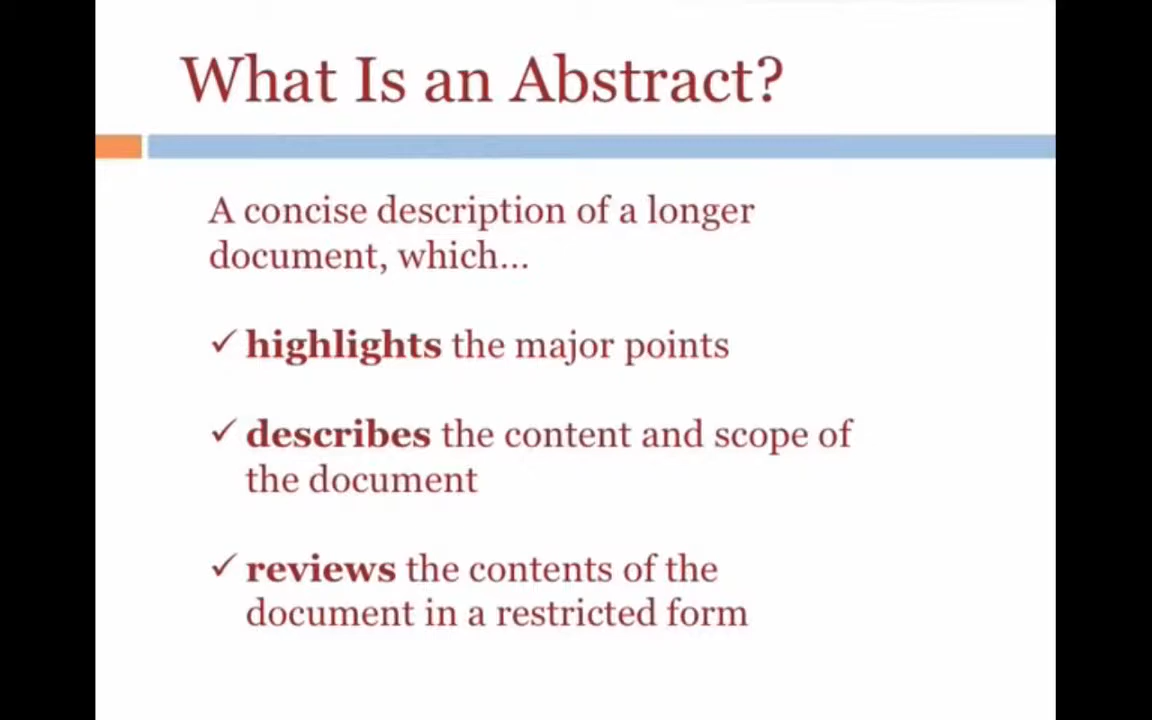 What Is an Abstract?
A concise description of a longer
document, which...
✓ highlights the major points
✓ describes the content and scope of
the document
✓ reviews the contents of the
document in a restricted form